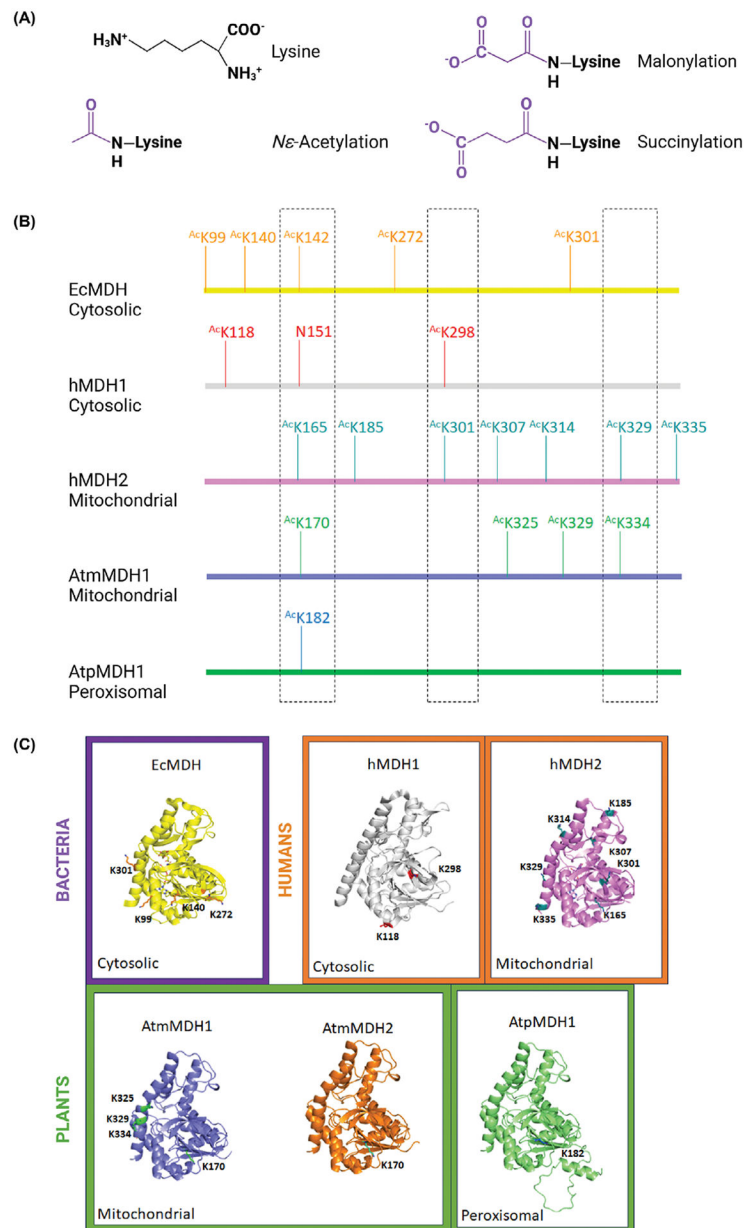 (A)
H₃N⁺
COO⁻
NH₃⁺
Lysine
O
O
⁻O
C
C
N–Lysine
H
Malonylation
O
C
N–Lysine
H
Nε-Acetylation
O
⁻O
C
C
O
N–Lysine
H
Succinylation
(B)
ᴬᶜK99 ᴬᶜK140 ᴬᶜK142 ᴬᶜK272 ᴬᶜK301
EcMDH
Cytosolic
ᴬᶜK118 N151 ᴬᶜK298
hMDH1
Cytosolic
ᴬᶜK165 ᴬᶜK185 ᴬᶜK301 ᴬᶜK307 ᴬᶜK314 ᴬᶜK329 ᴬᶜK335
hMDH2
Mitochondrial
ᴬᶜK170 ᴬᶜK325 ᴬᶜK329 ᴬᶜK334
AtmMDH1
Mitochondrial
ᴬᶜK182
AtpMDH1
Peroxisomal
(C)
BACTERIA
EcMDH
K301
K99
K140
K272
Cytosolic
HUMANS
hMDH1
K298
K118
Cytosolic
hMDH2
K185
K314
K307
K301
K329
K335
K165
Mitochondrial
PLANTS
AtmMDH1
K325
K329
K334
K170
Mitochondrial
AtmMDH2
K170
AtpMDH1
K182
Peroxisomal